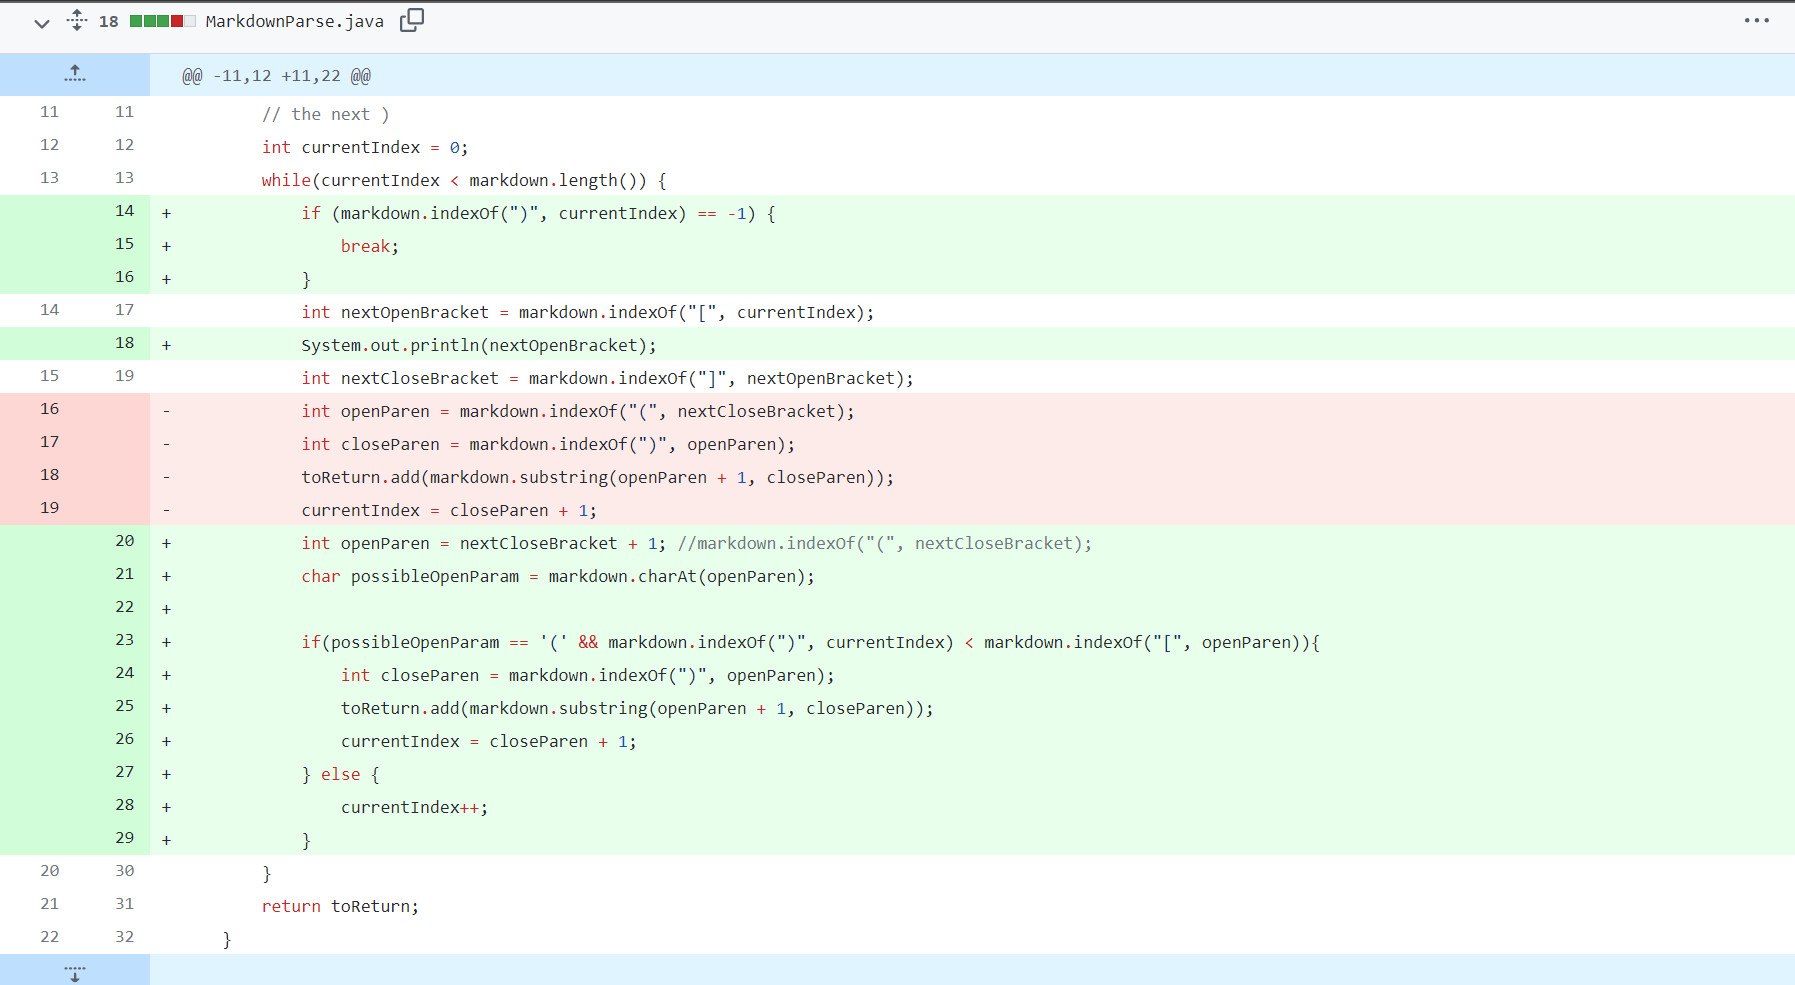 18 MarkdownParse.java
@@ -11,12 +11,22 @@
11 11 // the next )
12 12 int currentIndex = 0;
13 13 while(currentIndex < markdown.length()) {
14 + if (markdown.indexOf(")", currentIndex) == -1) {
15 + break;
16 + }
14 17 int nextOpenBracket = markdown.indexOf("[", currentIndex);
18 + System.out.println(nextOpenBracket);
15 19 int nextCloseBracket = markdown.indexOf("]", nextOpenBracket);
16 - int openParen = markdown.indexOf("(", nextCloseBracket);
17 - int closeParen = markdown.indexOf(")", openParen);
18 - toReturn.add(markdown.substring(openParen + 1, closeParen));
19 - currentIndex = closeParen + 1;
20 + int openParen = nextCloseBracket + 1; //markdown.indexOf("(", nextCloseBracket);
21 + char possibleOpenParam = markdown.charAt(openParen);
22 +
23 + if(possibleOpenParam == '(' && markdown.indexOf(")", currentIndex) < markdown.indexOf("[", openParen)){
24 + int closeParen = markdown.indexOf(")", openParen);
25 + toReturn.add(markdown.substring(openParen + 1, closeParen));
26 + currentIndex = closeParen + 1;
27 + } else {
28 + currentIndex++;
29 + }
20 30 }
21 31 return toReturn;
22 32 }